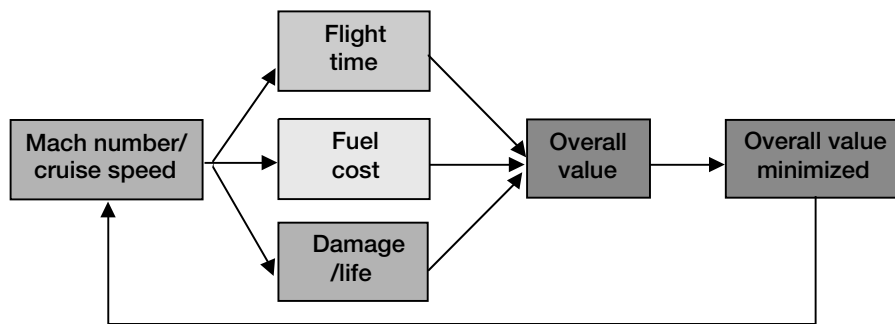 Mach number/
cruise speed
Flight
time
Fuel
cost
Damage
/life
Overall
value
Overall value
minimized